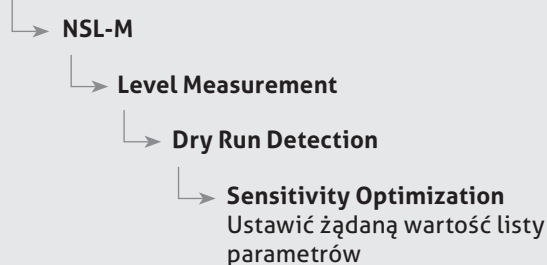 NSL-M
Level Measurement
Dry Run Detection
Sensitivity Optimization
Ustawić żądaną wartość listy
parametrów